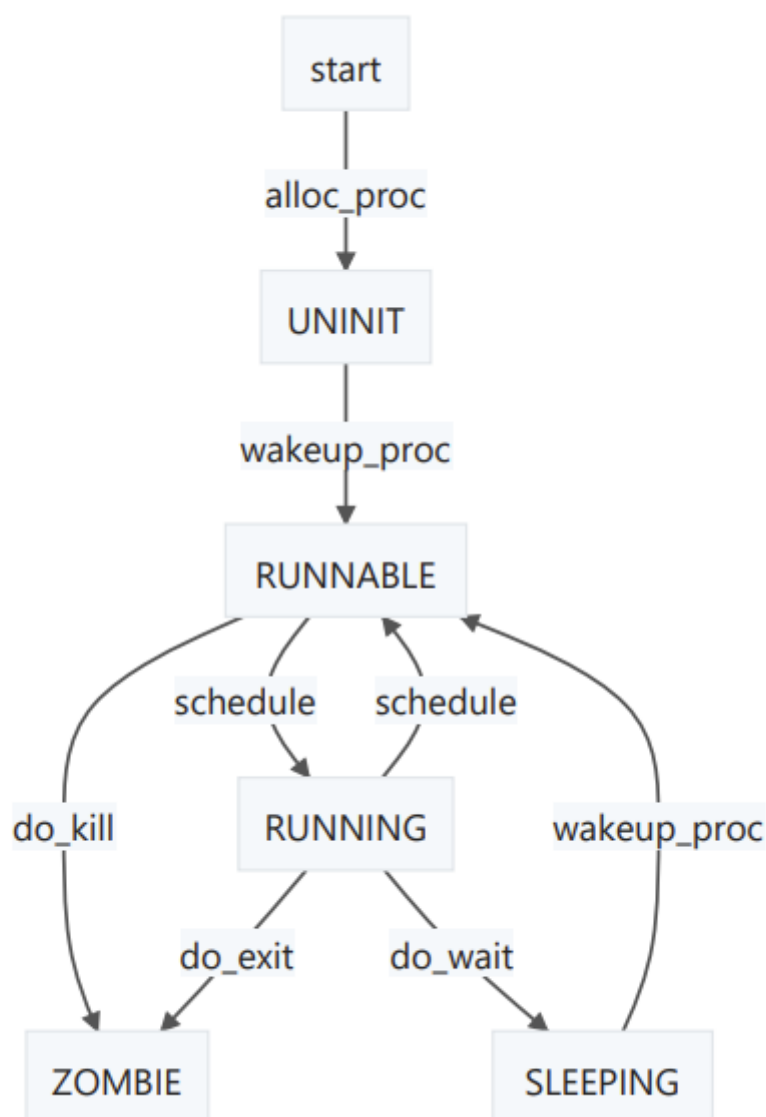 start
alloc_proc
UNINIT
wakeup_proc
RUNNABLE
schedule
schedule
do_kill
RUNNING
wakeup_proc
do_exit
do_wait
ZOMBIE
SLEEPING